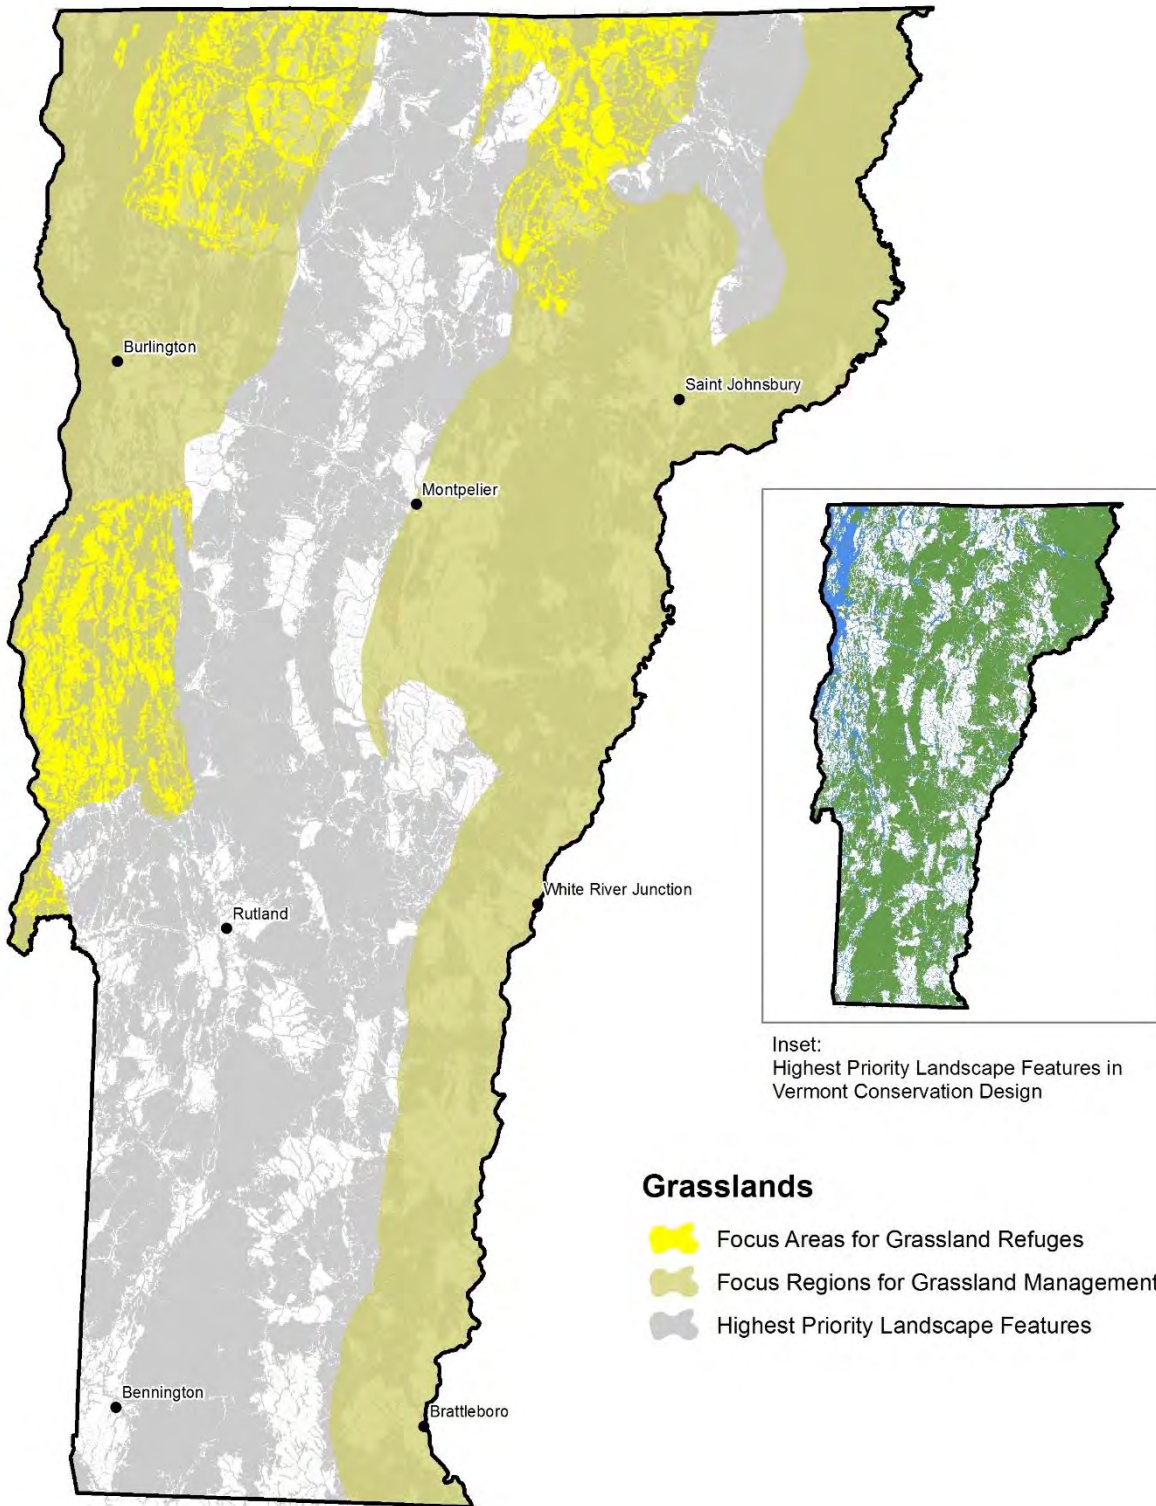 Burlington
Saint Johnsbury
Montpelier
White River Junction
Rutland
Bennington
Brattleboro
Inset:
Highest Priority Landscape Features in
Vermont Conservation Design
Grasslands
Focus Areas for Grassland Refuges
Focus Regions for Grassland Management
Highest Priority Landscape Features